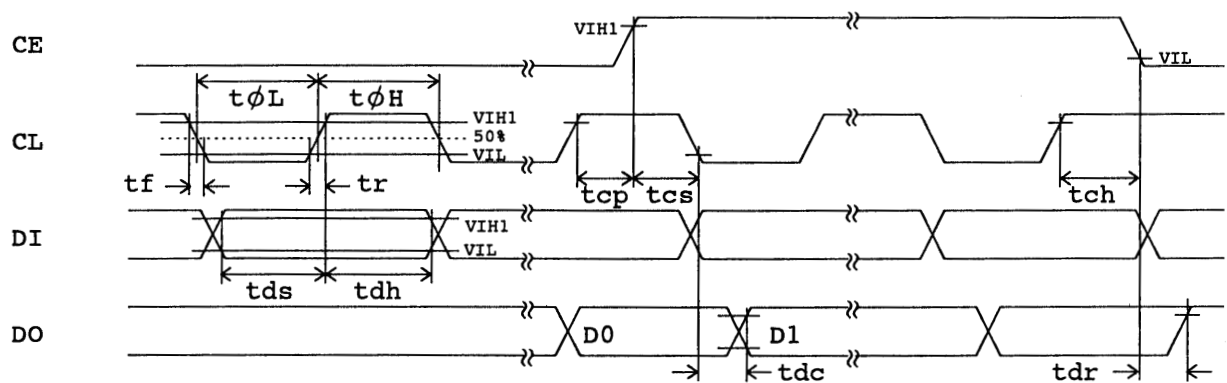 CE
VIH1
VIL
tϕL
tϕH
CL
VIH1
50%
VIL
tf
tr
tcp
tcs
tch
DI
VIH1
VIL
tds
tdh
DO
D0
D1
tdc
tdr